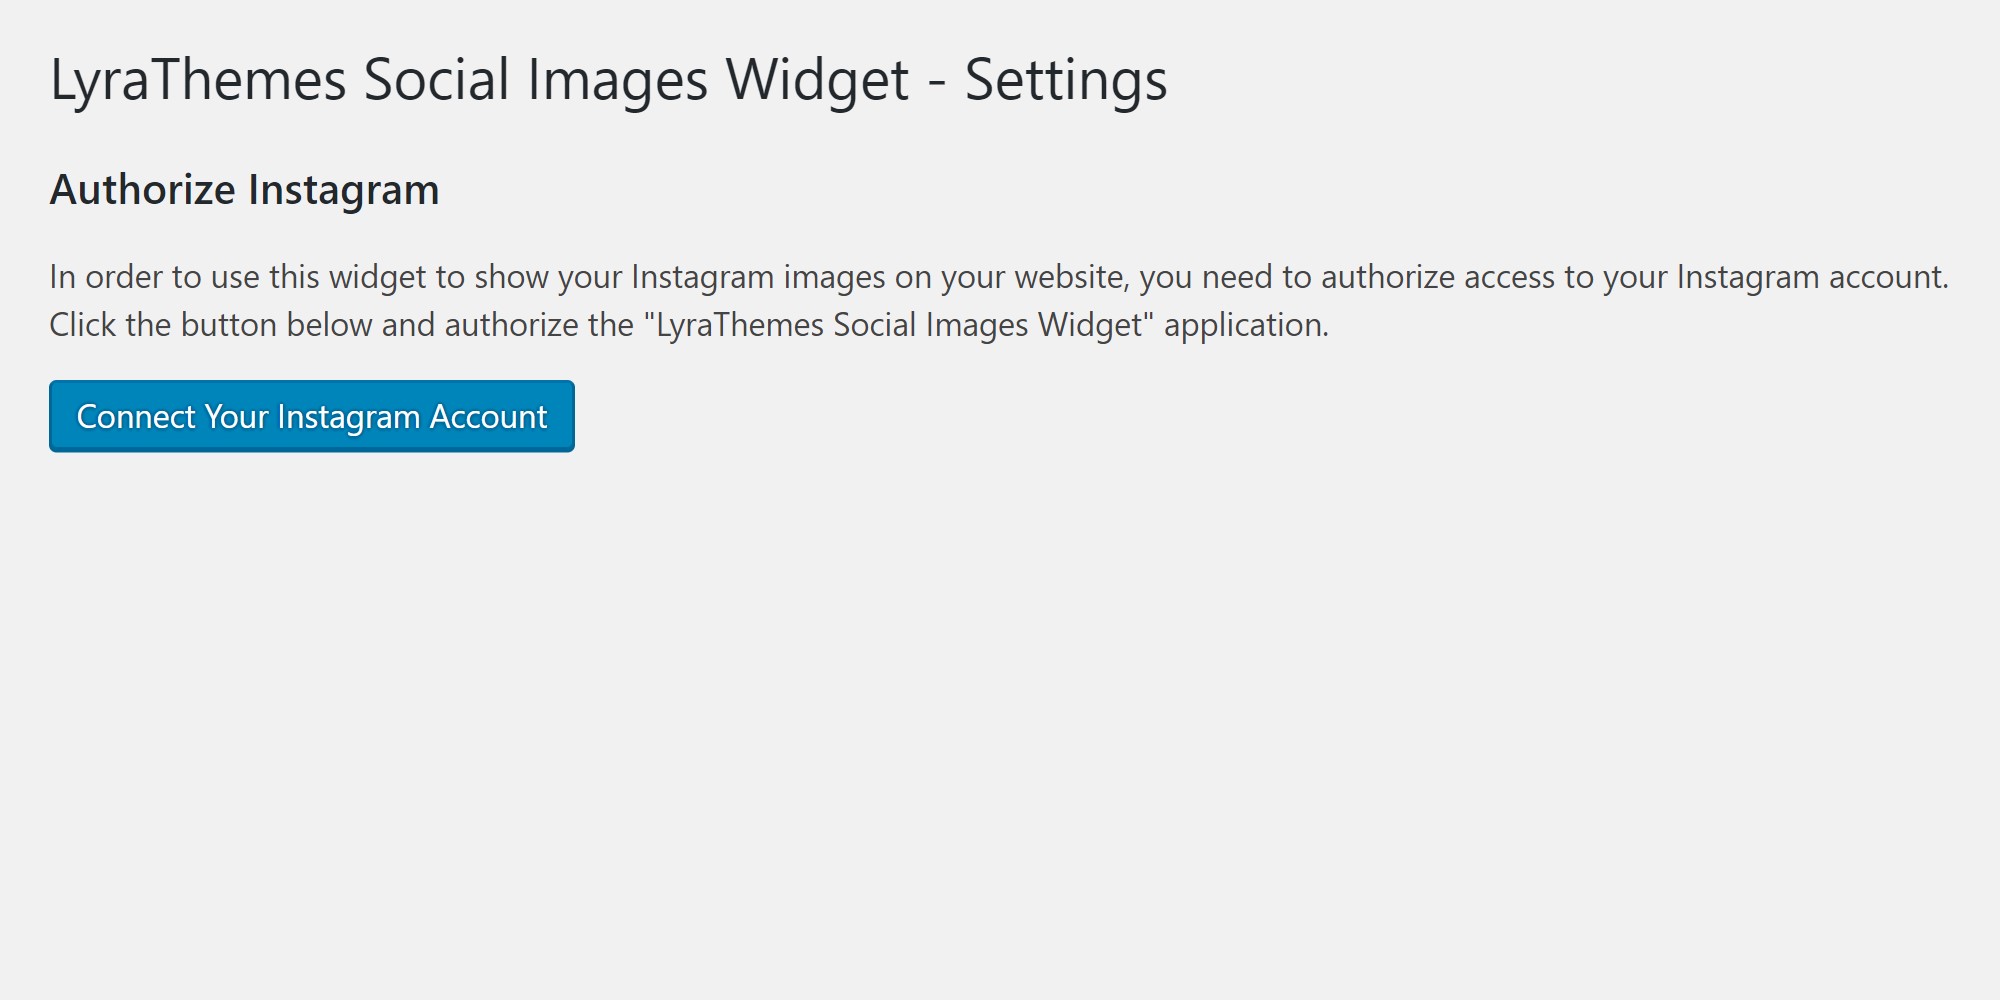 LyraThemes Social Images Widget - Settings
Authorize Instagram
In order to use this widget to show your Instagram images on your website, you need to authorize access to your Instagram account.
Click the button below and authorize the "LyraThemes Social Images Widget" application.
Connect Your Instagram Account